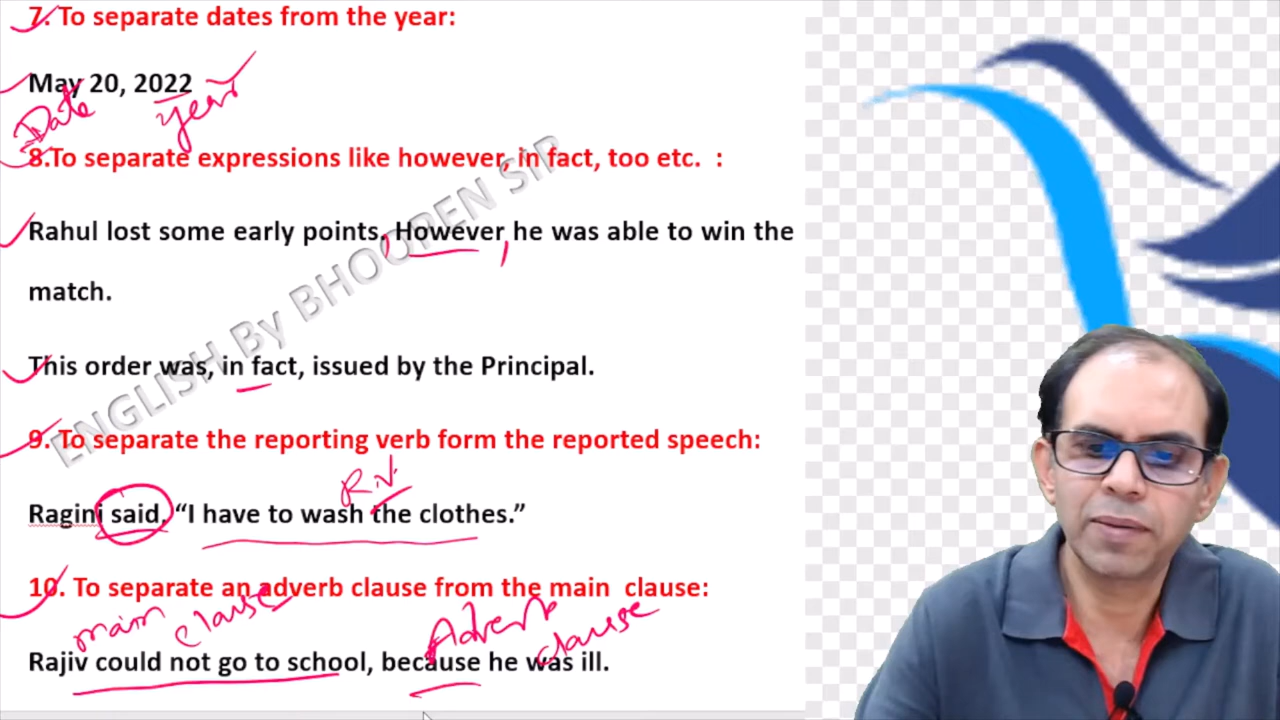 7. To separate dates from the year:
May 20, 2022
Date year
8.To separate expressions like however, in fact, too etc. :
Rahul lost some early points, However, he was able to win the
match.
This order was, in fact, issued by the Principal.
9. To separate the reporting verb form the reported speech:
R.V.
Ragini said, “I have to wash the clothes.”
10. To separate an adverb clause from the main clause:
main clause Adverb clause
Rajiv could not go to school, because he was ill.
ENGLISH By BHOOPEN SIR